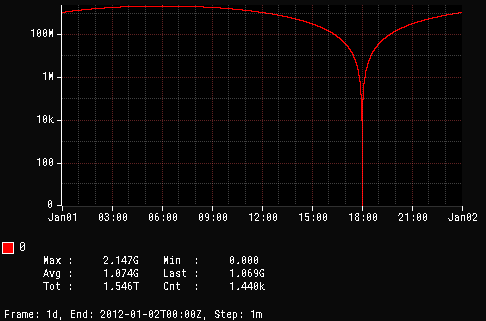 100M
1M
10k
100
0
Jan01 03:00 06:00 09:00 12:00 15:00 18:00 21:00 Jan02
0
Max : 2.147G Min : 0.000
Avg : 1.074G Last : 1.069G
Tot : 1.546T Cnt : 1.440k
Frame: 1d, End: 2012-01-02T00:00Z, Step: 1m